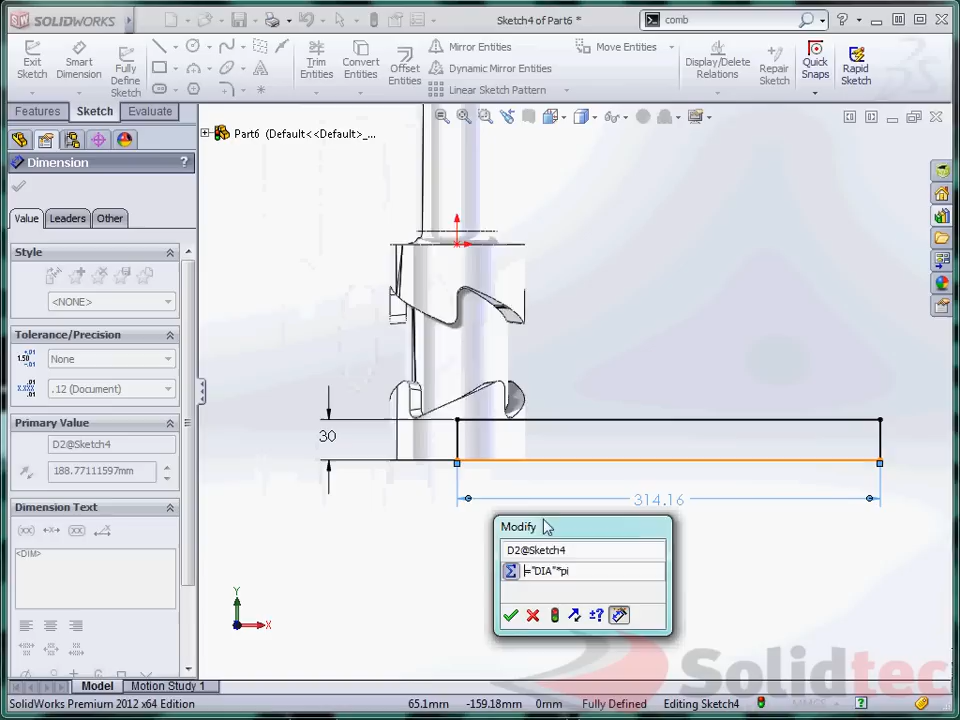 SOLIDWORKS
Sketch4 of Part6 *
comb
Exit Sketch
Smart Dimension
Fully Define Sketch
Trim Entities
Convert Entities
Offset Entities
Mirror Entities
Dynamic Mirror Entities
Linear Sketch Pattern
Move Entities
Display/Delete Relations
Repair Sketch
Quick Snaps
Rapid Sketch
Features
Sketch
Evaluate
Part6 (Default<<Default>_...
Dimension
?
Value
Leaders
Other
Style
<NONE>
Tolerance/Precision
None
.12 (Document)
Primary Value
D2@Sketch4
188.77111597mm
Dimension Text
<DIM>
30
314.16
Modify
D2@Sketch4
="DIA"*pi
Y
X
Model
Motion Study 1
Solidtec
SolidWorks Premium 2012 x64 Edition
65.1mm
-159.18mm
0mm
Fully Defined
Editing Sketch4